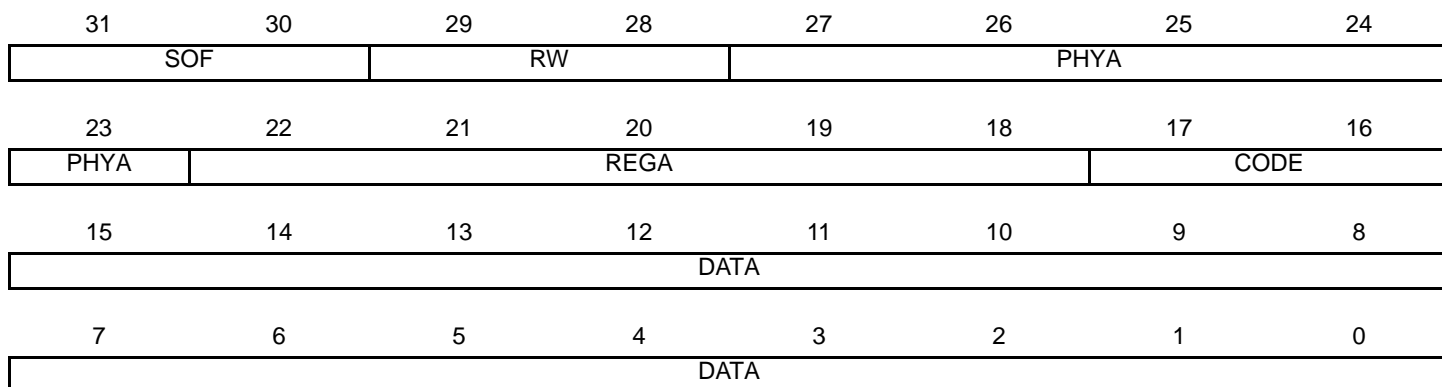 31 30 29 28 27 26 25 24
SOF RW PHYA
23 22 21 20 19 18 17 16
PHYA REGA CODE
15 14 13 12 11 10 9 8
DATA
7 6 5 4 3 2 1 0
DATA